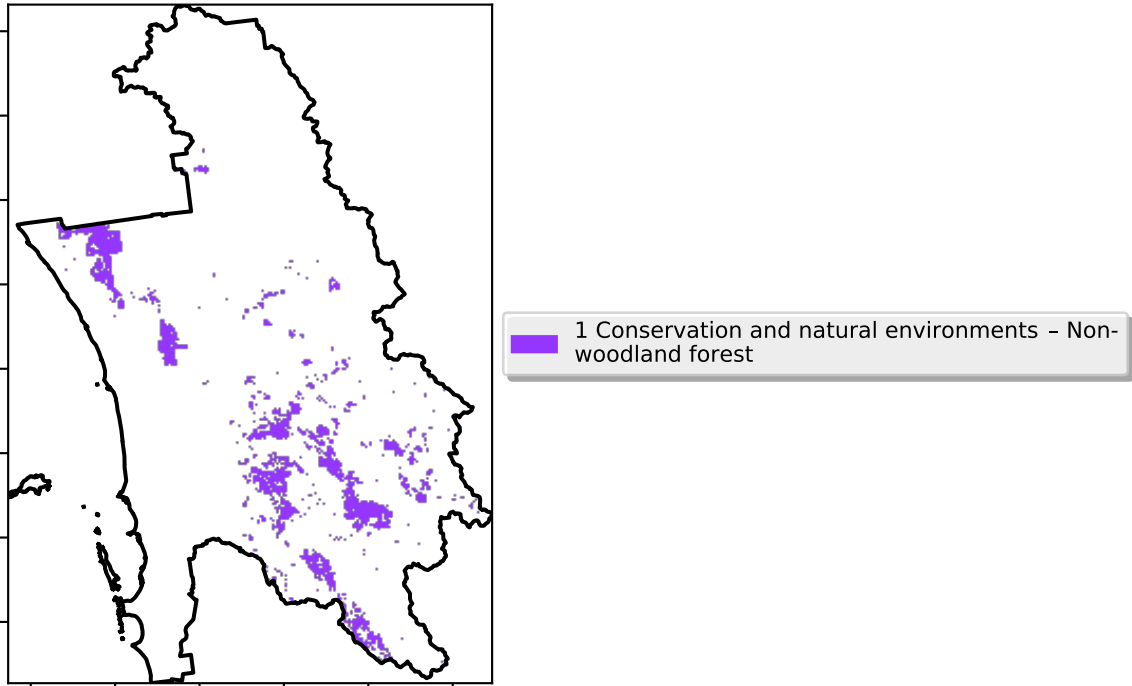 1 Conservation and natural environments – Non-
woodland forest